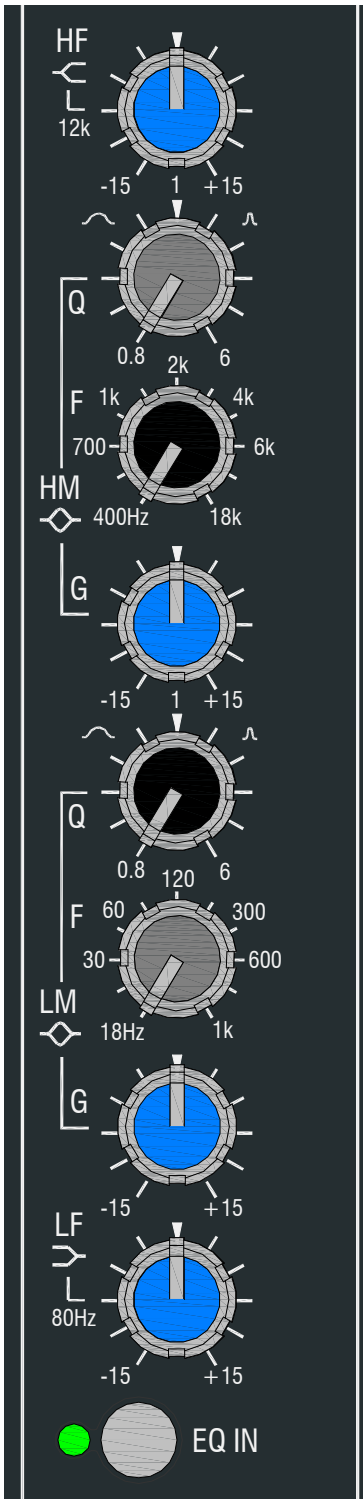 HF
12k
-15 1 +15
Q
0.8 6
2k
F 1k 4k
700 6k
HM
400Hz 18k
G
-15 1 +15
Q
0.8 6
120
F 60 300
30 600
LM
18Hz 1k
G
-15 +15
LF
80Hz
-15 +15
EQ IN